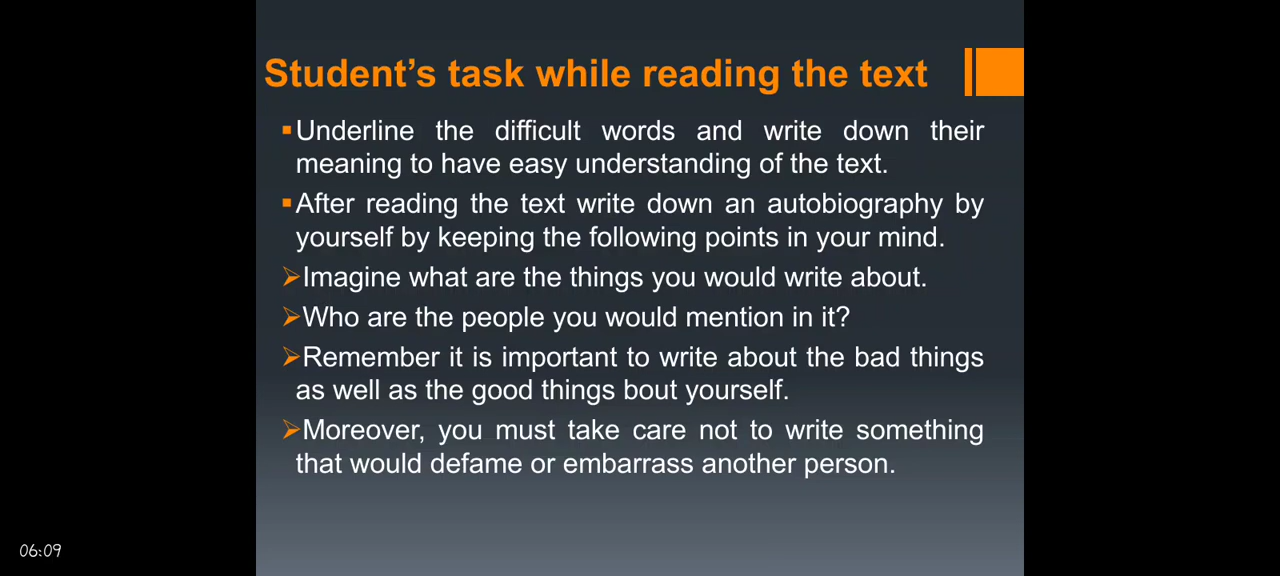 Student's task while reading the text
▪Underline the difficult words and write down their
meaning to have easy understanding of the text.
▪After reading the text write down an autobiography by
yourself by keeping the following points in your mind.
➢Imagine what are the things you would write about.
➢Who are the people you would mention in it?
➢Remember it is important to write about the bad things
as well as the good things bout yourself.
➢Moreover, you must take care not to write something
that would defame or embarrass another person.
06:09